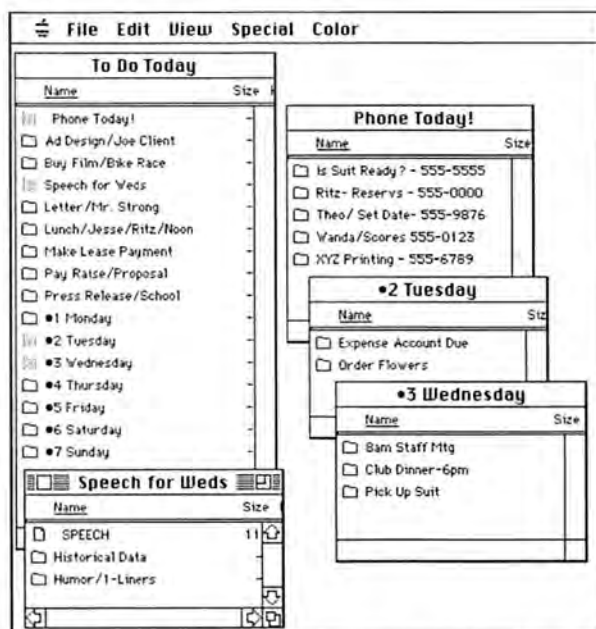 File Edit View Special Color
To Do Today
Name Size
Phone Today!
Ad Design/Joe Client
Buy Film/Bike Race
Speech for Weds
Letter/Mr. Strong
Lunch/Jesse/Ritz/Noon
Make Lease Payment
Pay Raise/Proposal
Press Release/School
•1 Monday
•2 Tuesday
•3 Wednesday
•4 Thursday
•5 Friday
•6 Saturday
•7 Sunday
Phone Today!
Name Size
Is Suit Ready? - 555-5555
Ritz- Reservs - 555-0000
Theo/ Set Date- 555-9876
Wanda/Scores 555-0123
XYZ Printing - 555-6789
•2 Tuesday
Name Siz
Expense Account Due
Order Flowers
•3 Wednesday
Name Size
8am Staff Mtg
Club Dinner-6pm
Pick Up Suit
Speech for Weds
Name Size
SPEECH 11
Historical Data -
Humor/1-Liners -